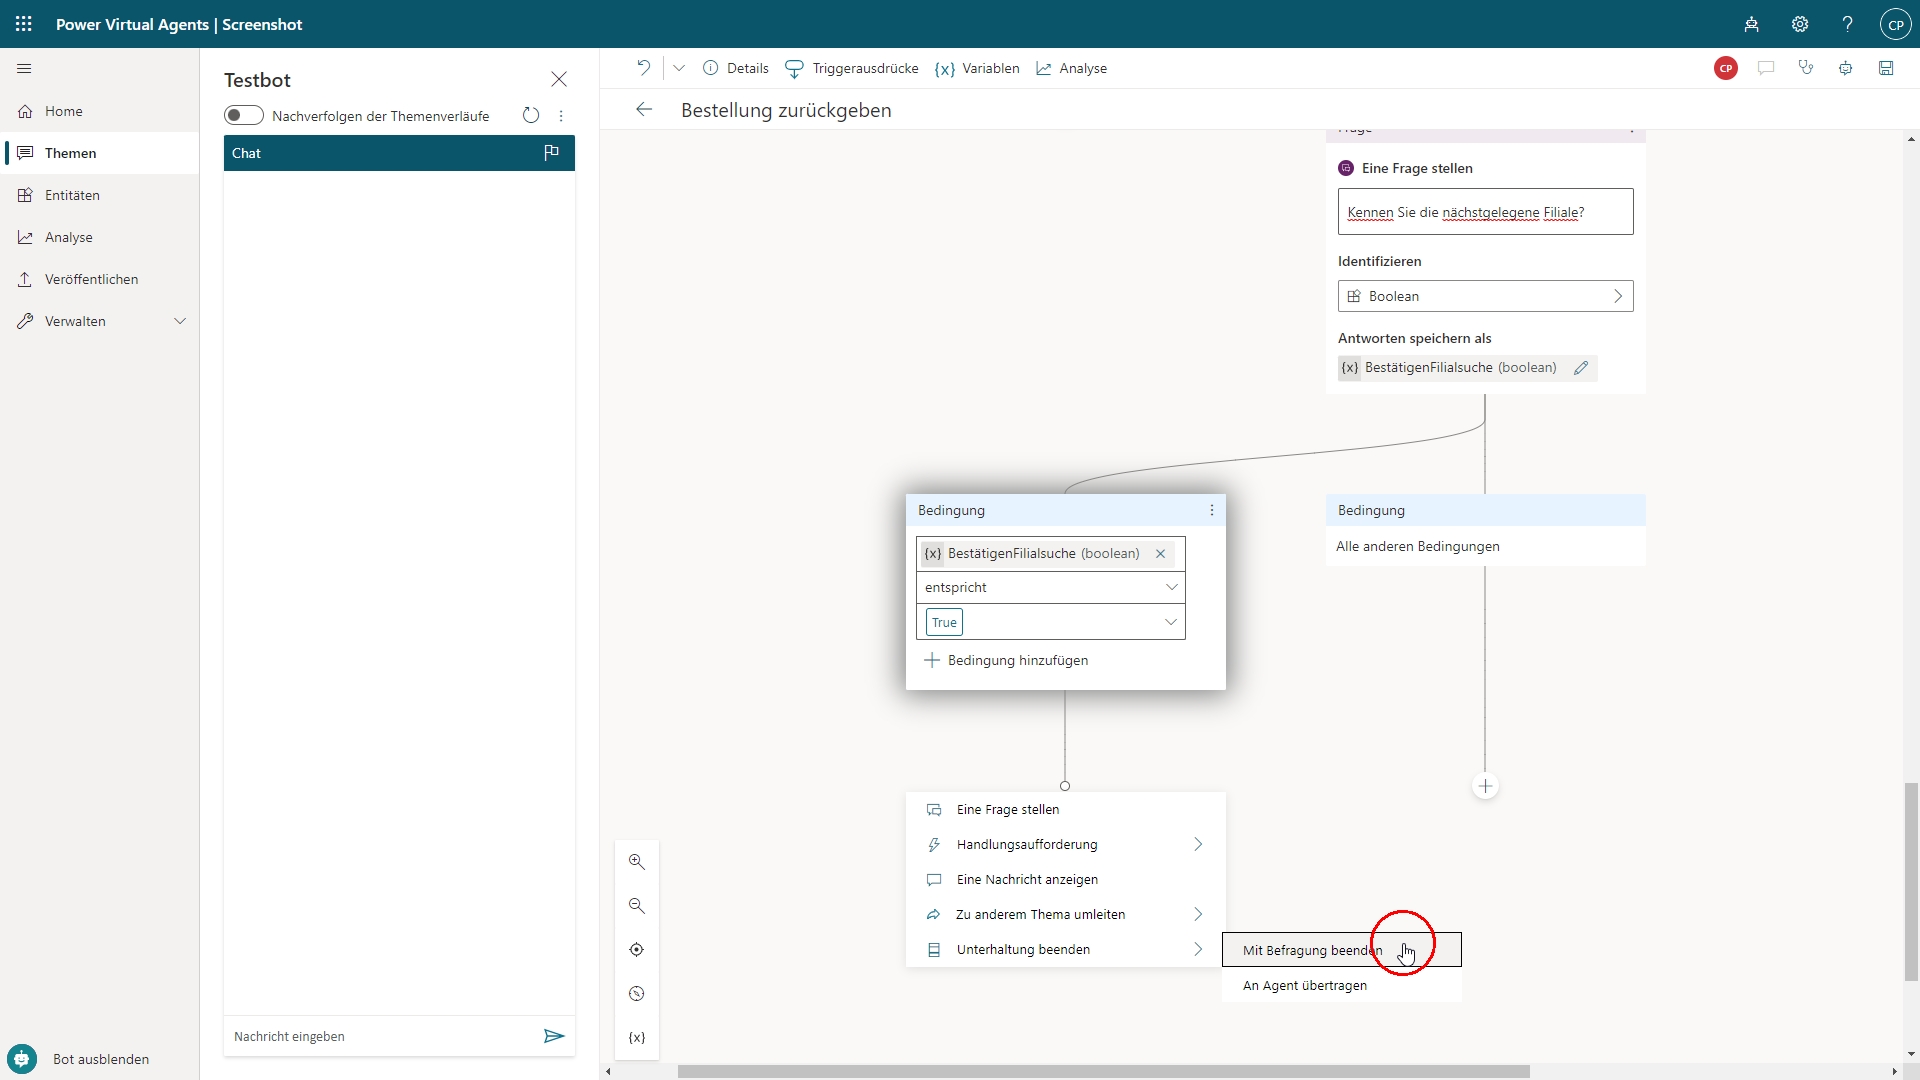 Power Virtual Agents | Screenshot
CP
Home
Themen
Entitäten
Analyse
Veröffentlichen
Verwalten
Bot ausblenden
Testbot
Nachverfolgen der Themenverläufe
Chat
Nachricht eingeben
Details
Triggerausdrücke
{x} Variablen
Analyse
CP
Bestellung zurückgeben
Frage
Eine Frage stellen
Kennen Sie die nächstgelegene Filiale?
Identifizieren
Boolean
Antworten speichern als
{x} BestätigenFilialsuche (boolean)
Bedingung
{x} BestätigenFilialsuche (boolean)
entspricht
True
Bedingung hinzufügen
Bedingung
Alle anderen Bedingungen
Eine Frage stellen
Handlungsaufforderung
Eine Nachricht anzeigen
Zu anderem Thema umleiten
Unterhaltung beenden
Mit Befragung beenden
An Agent übertragen
{x}